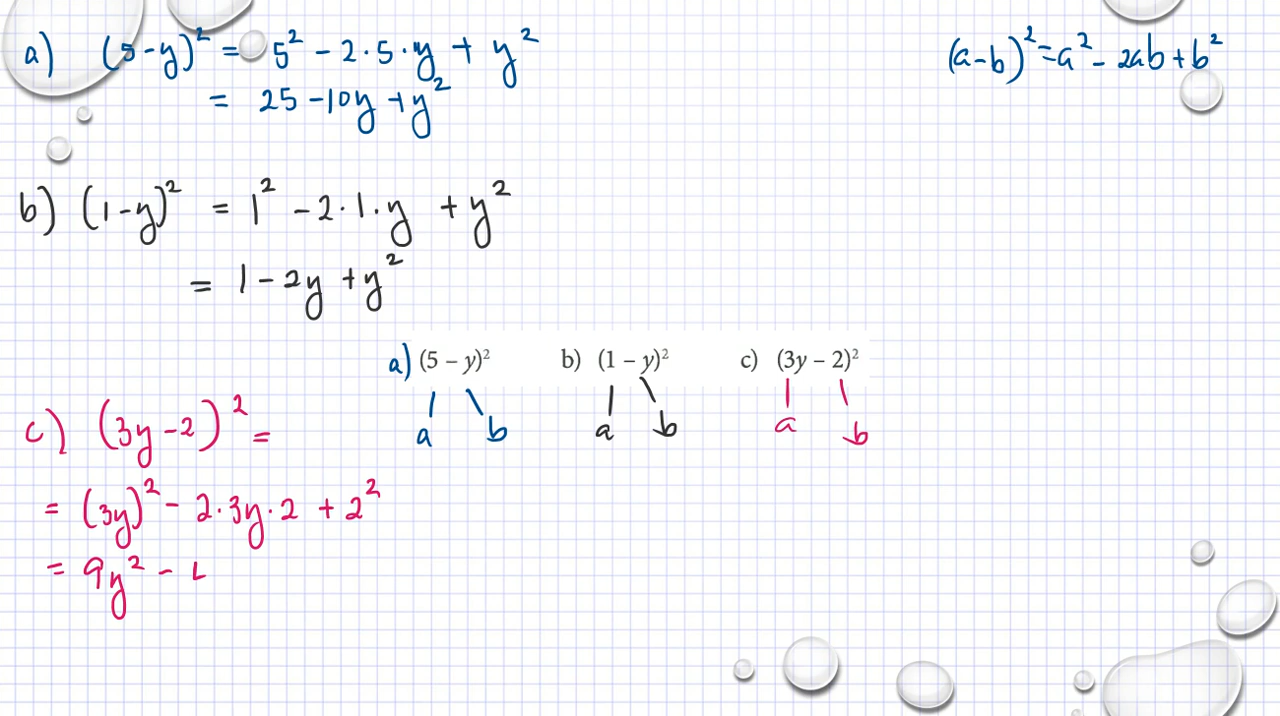 a) (5-y)² = 5² - 2·5·y + y²
= 25 - 10y + y²
(a-b)² = a² - 2ab + b²
b) (1-y)² = 1² - 2·1·y + y²
= 1 - 2y + y²
a) (5 – y)² b) (1 – y)² c) (3y – 2)²
a b a b a b
c) (3y-2)² =
= (3y)² - 2·3y·2 + 2²
= 9y² -